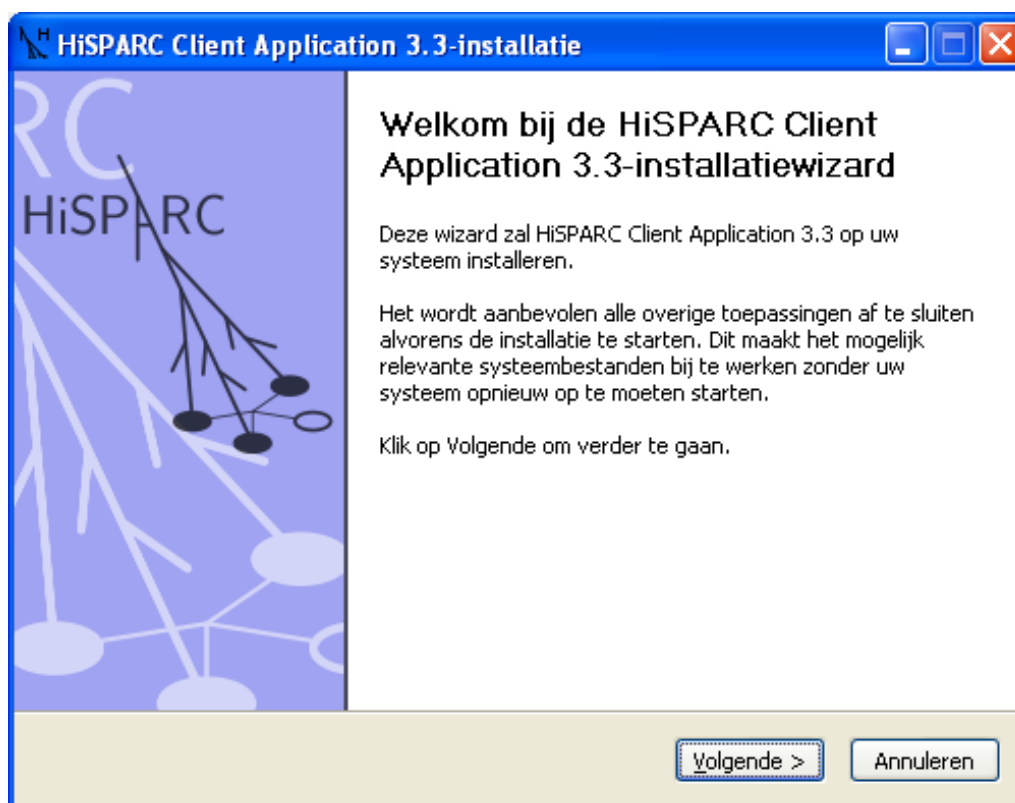 HiSPARC Client Application 3.3-installatie
RC
HiSPARC
Welkom bij de HiSPARC Client
Application 3.3-installatiewizard
Deze wizard zal HiSPARC Client Application 3.3 op uw
systeem installeren.
Het wordt aanbevolen alle overige toepassingen af te sluiten
alvorens de installatie te starten. Dit maakt het mogelijk
relevante systeembestanden bij te werken zonder uw
systeem opnieuw op te moeten starten.
Klik op Volgende om verder te gaan.
Volgende >
Annuleren